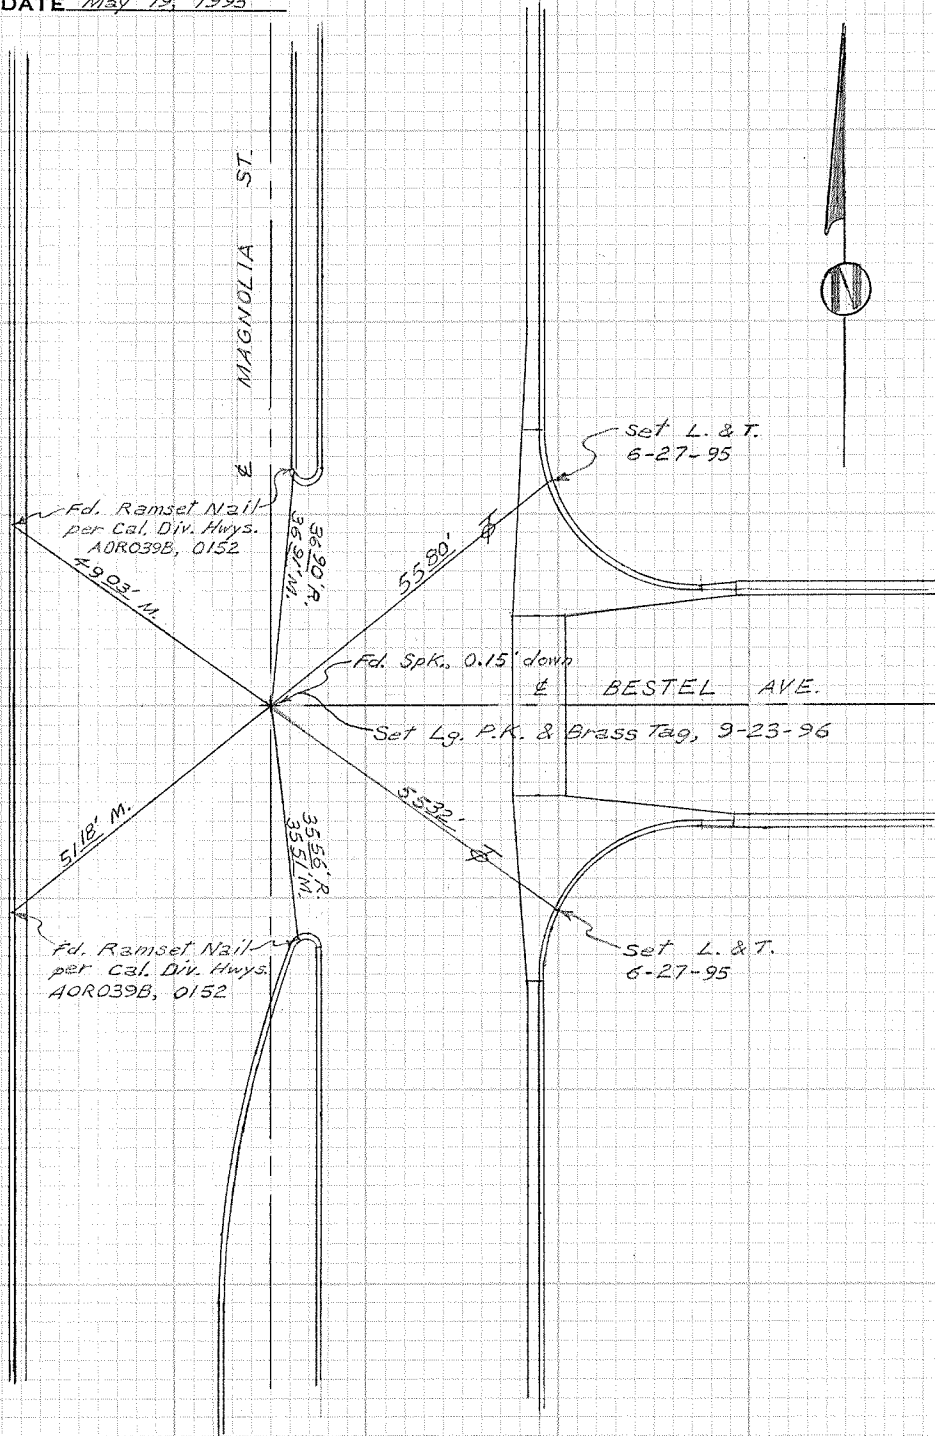 DATE May 19, 1995
℄ MAGNOLIA ST.
N
Set L. & T.
6-27-95
Fd. Ramset Nail
per Cal. Div. Hwys.
AOR039B, 0152
49.03' M.
36.90' R.
36.91' M.
55.80'
Fd. Spk., 0.15' down
℄ BESTEL AVE.
Set Lg. P.K. & Brass Tag, 9-23-96
51.18' M.
35.56' R.
35.51' M.
55.32'
Fd. Ramset Nail
per Cal. Div. Hwys.
AOR039B, 0152
Set L. & T.
6-27-95